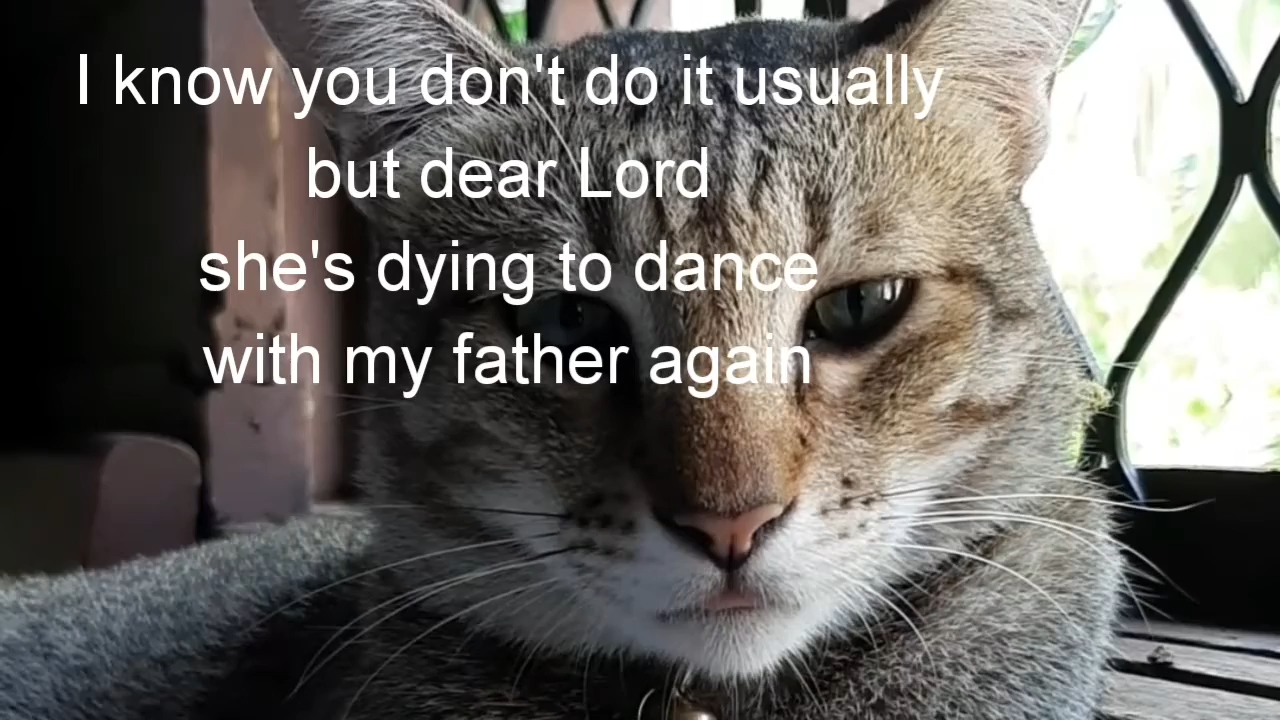 I know you don't do it usually
but dear Lord
she's dying to dance
with my father again